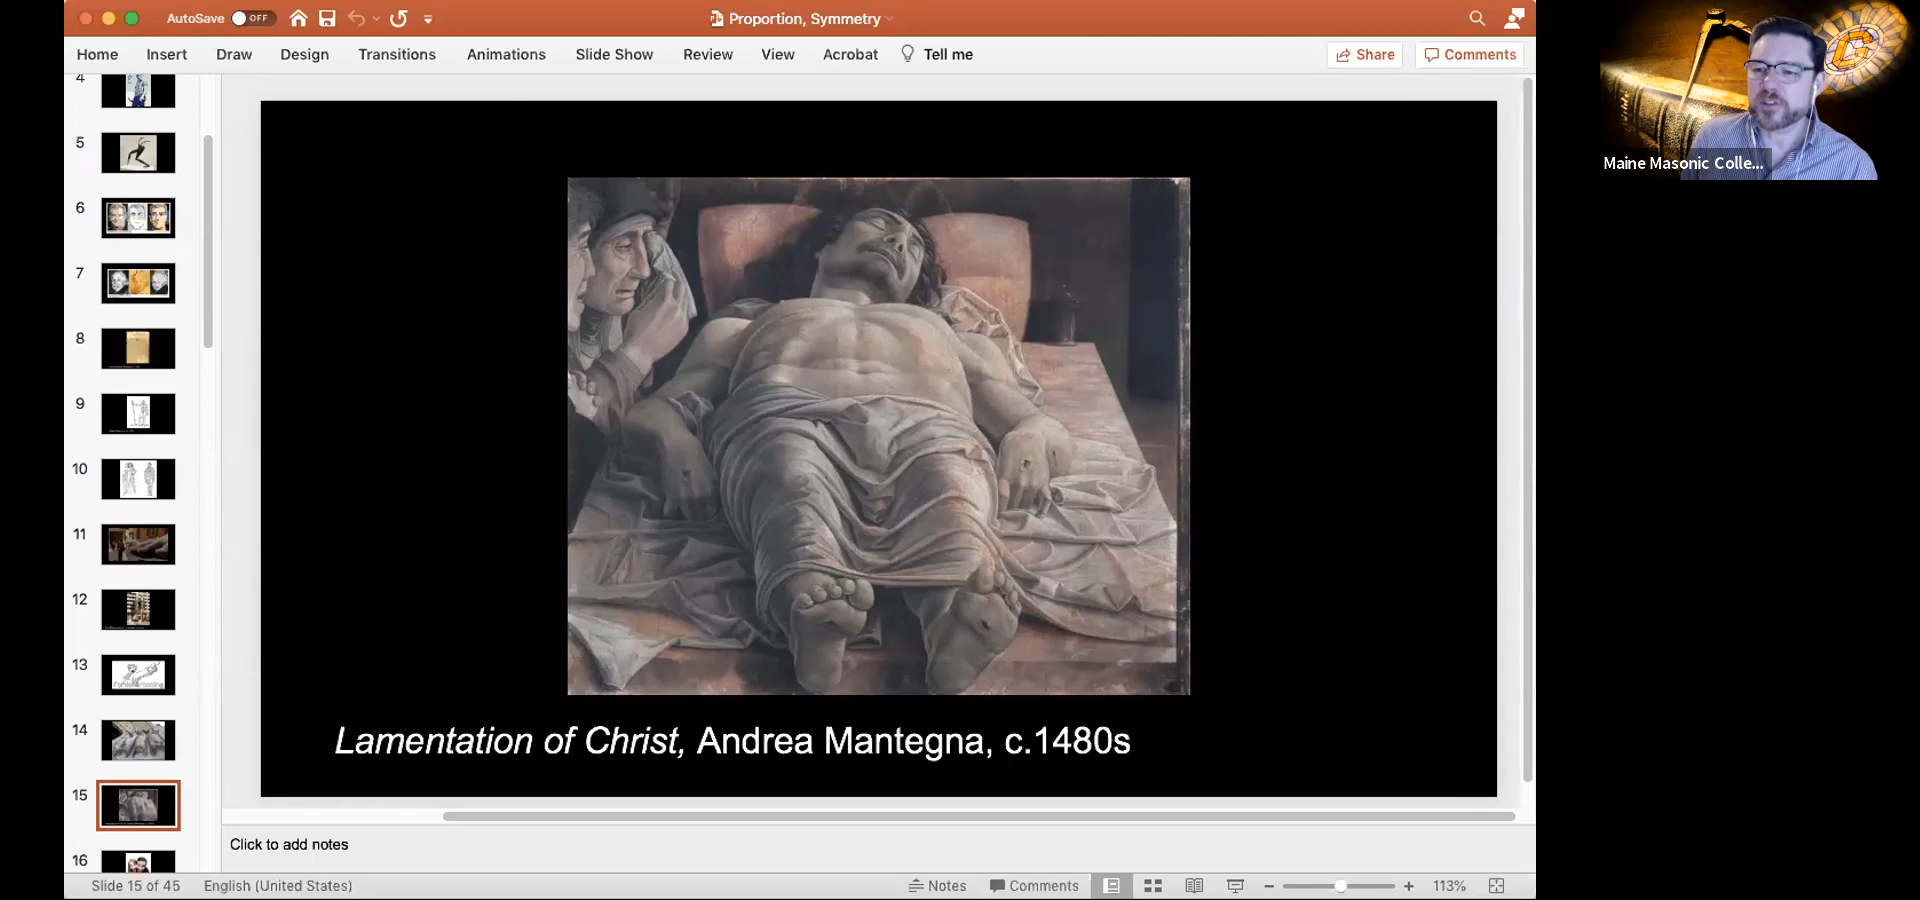 AutoSave OFF
Proportion, Symmetry
Home Insert Draw Design Transitions Animations Slide Show Review View Acrobat Tell me
Share Comments
4
5
6
7
8
9
10
11
12
13
14
15
16
Lamentation of Christ, Andrea Mantegna, c.1480s
Click to add notes
Slide 15 of 45 English (United States) Notes Comments 113%
G
Maine Masonic Colle...